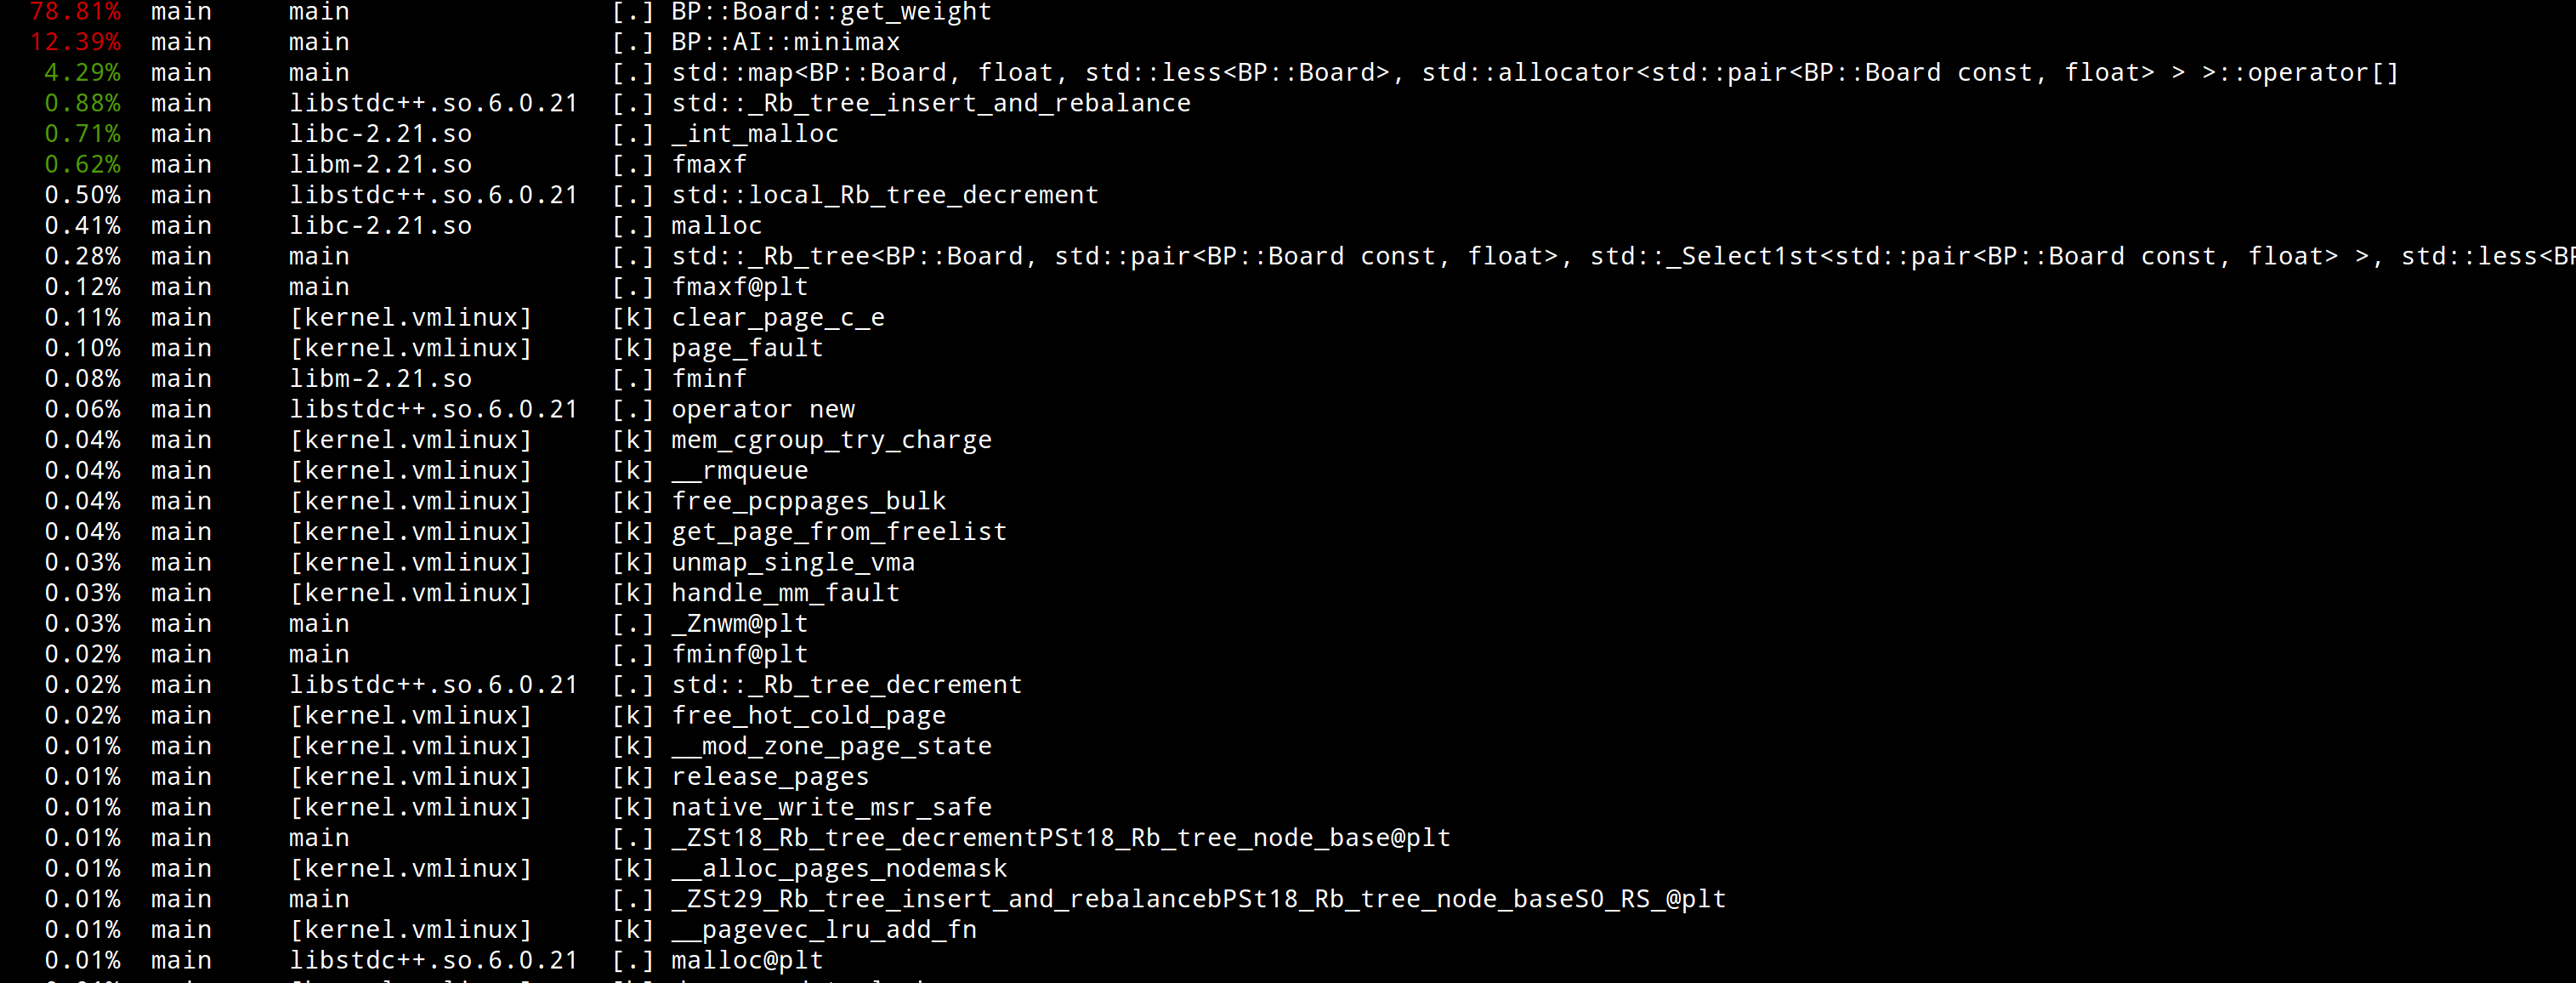 78.81%  main     main                 [.] BP::Board::get_weight
12.39%  main     main                 [.] BP::AI::minimax
4.29%  main     main                 [.] std::map<BP::Board, float, std::less<BP::Board>, std::allocator<std::pair<BP::Board const, float> > >::operator[]
0.88%  main     libstdc++.so.6.0.21  [.] std::_Rb_tree_insert_and_rebalance
0.71%  main     libc-2.21.so         [.] _int_malloc
0.62%  main     libm-2.21.so         [.] fmaxf
0.50%  main     libstdc++.so.6.0.21  [.] std::local_Rb_tree_decrement
0.41%  main     libc-2.21.so         [.] malloc
0.28%  main     main                 [.] std::_Rb_tree<BP::Board, std::pair<BP::Board const, float>, std::_Select1st<std::pair<BP::Board const, float> >, std::less<BP
0.12%  main     main                 [.] fmaxf@plt
0.11%  main     [kernel.vmlinux]     [k] clear_page_c_e
0.10%  main     [kernel.vmlinux]     [k] page_fault
0.08%  main     libm-2.21.so         [.] fminf
0.06%  main     libstdc++.so.6.0.21  [.] operator new
0.04%  main     [kernel.vmlinux]     [k] mem_cgroup_try_charge
0.04%  main     [kernel.vmlinux]     [k] __rmqueue
0.04%  main     [kernel.vmlinux]     [k] free_pcppages_bulk
0.04%  main     [kernel.vmlinux]     [k] get_page_from_freelist
0.03%  main     [kernel.vmlinux]     [k] unmap_single_vma
0.03%  main     [kernel.vmlinux]     [k] handle_mm_fault
0.03%  main     main                 [.] _Znwm@plt
0.02%  main     main                 [.] fminf@plt
0.02%  main     libstdc++.so.6.0.21  [.] std::_Rb_tree_decrement
0.02%  main     [kernel.vmlinux]     [k] free_hot_cold_page
0.01%  main     [kernel.vmlinux]     [k] __mod_zone_page_state
0.01%  main     [kernel.vmlinux]     [k] release_pages
0.01%  main     [kernel.vmlinux]     [k] native_write_msr_safe
0.01%  main     main                 [.] _ZSt18_Rb_tree_decrementPSt18_Rb_tree_node_base@plt
0.01%  main     [kernel.vmlinux]     [k] __alloc_pages_nodemask
0.01%  main     main                 [.] _ZSt29_Rb_tree_insert_and_rebalancebPSt18_Rb_tree_node_baseS0_RS_@plt
0.01%  main     [kernel.vmlinux]     [k] __pagevec_lru_add_fn
0.01%  main     libstdc++.so.6.0.21  [.] malloc@plt